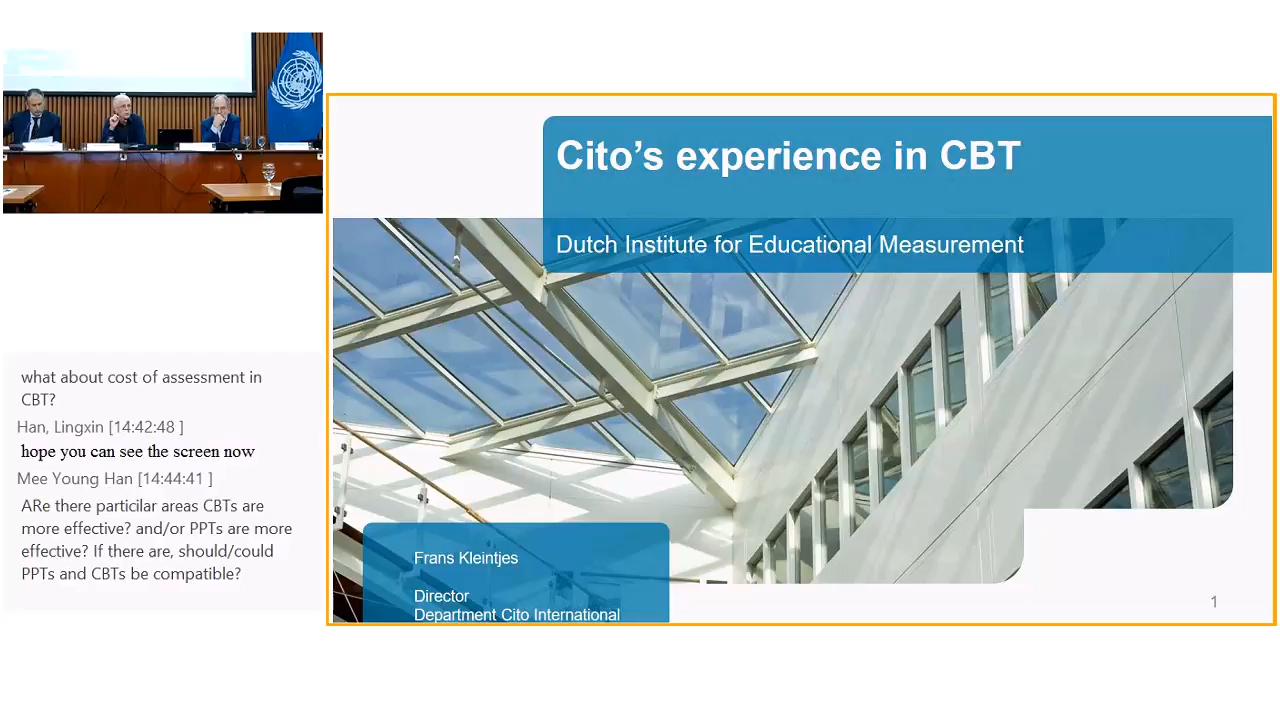 Cito’s experience in CBT
Dutch Institute for Educational Measurement
Frans Kleintjes
Director
Department Cito International
1
what about cost of assessment in
CBT?
Han, Lingxin [14:42:48 ]
hope you can see the screen now
Mee Young Han [14:44:41 ]
ARe there particilar areas CBTs are
more effective? and/or PPTs are more
effective? If there are, should/could
PPTs and CBTs be compatible?